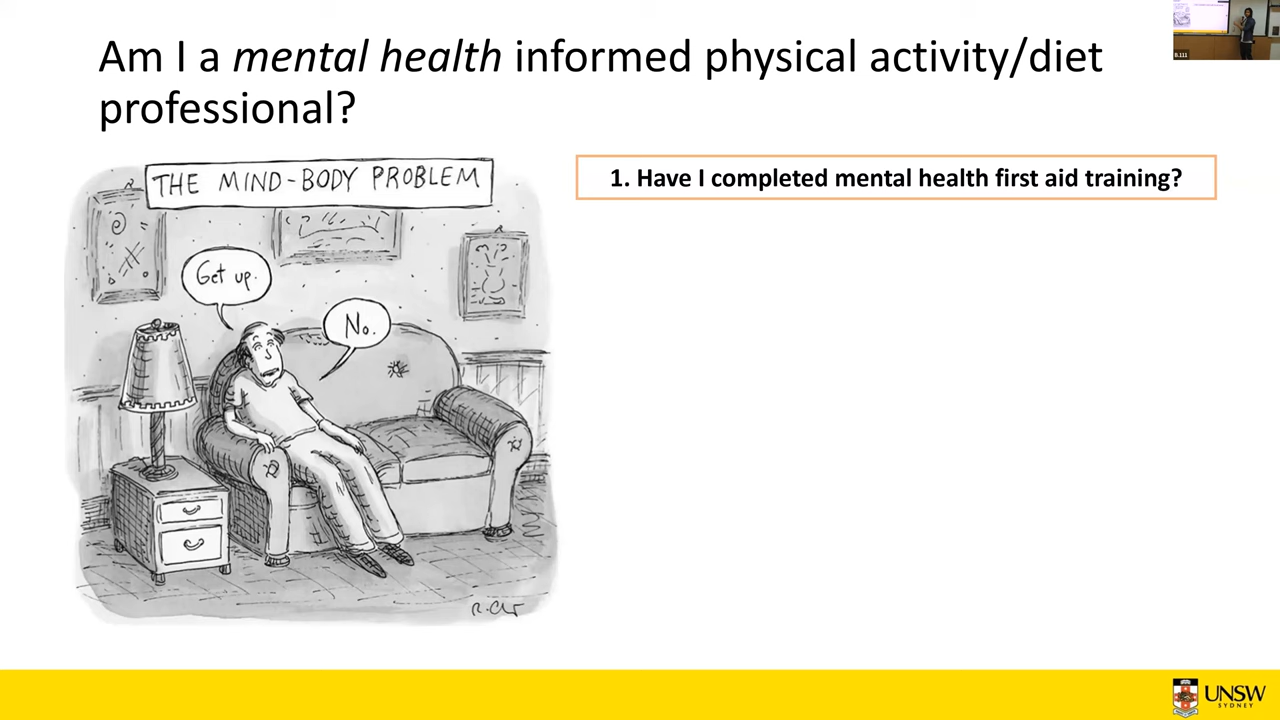 Am I a mental health informed physical activity/diet
professional?
THE MIND-BODY PROBLEM
Get up.
No.
1. Have I completed mental health first aid training?
UNSW
SYDNEY